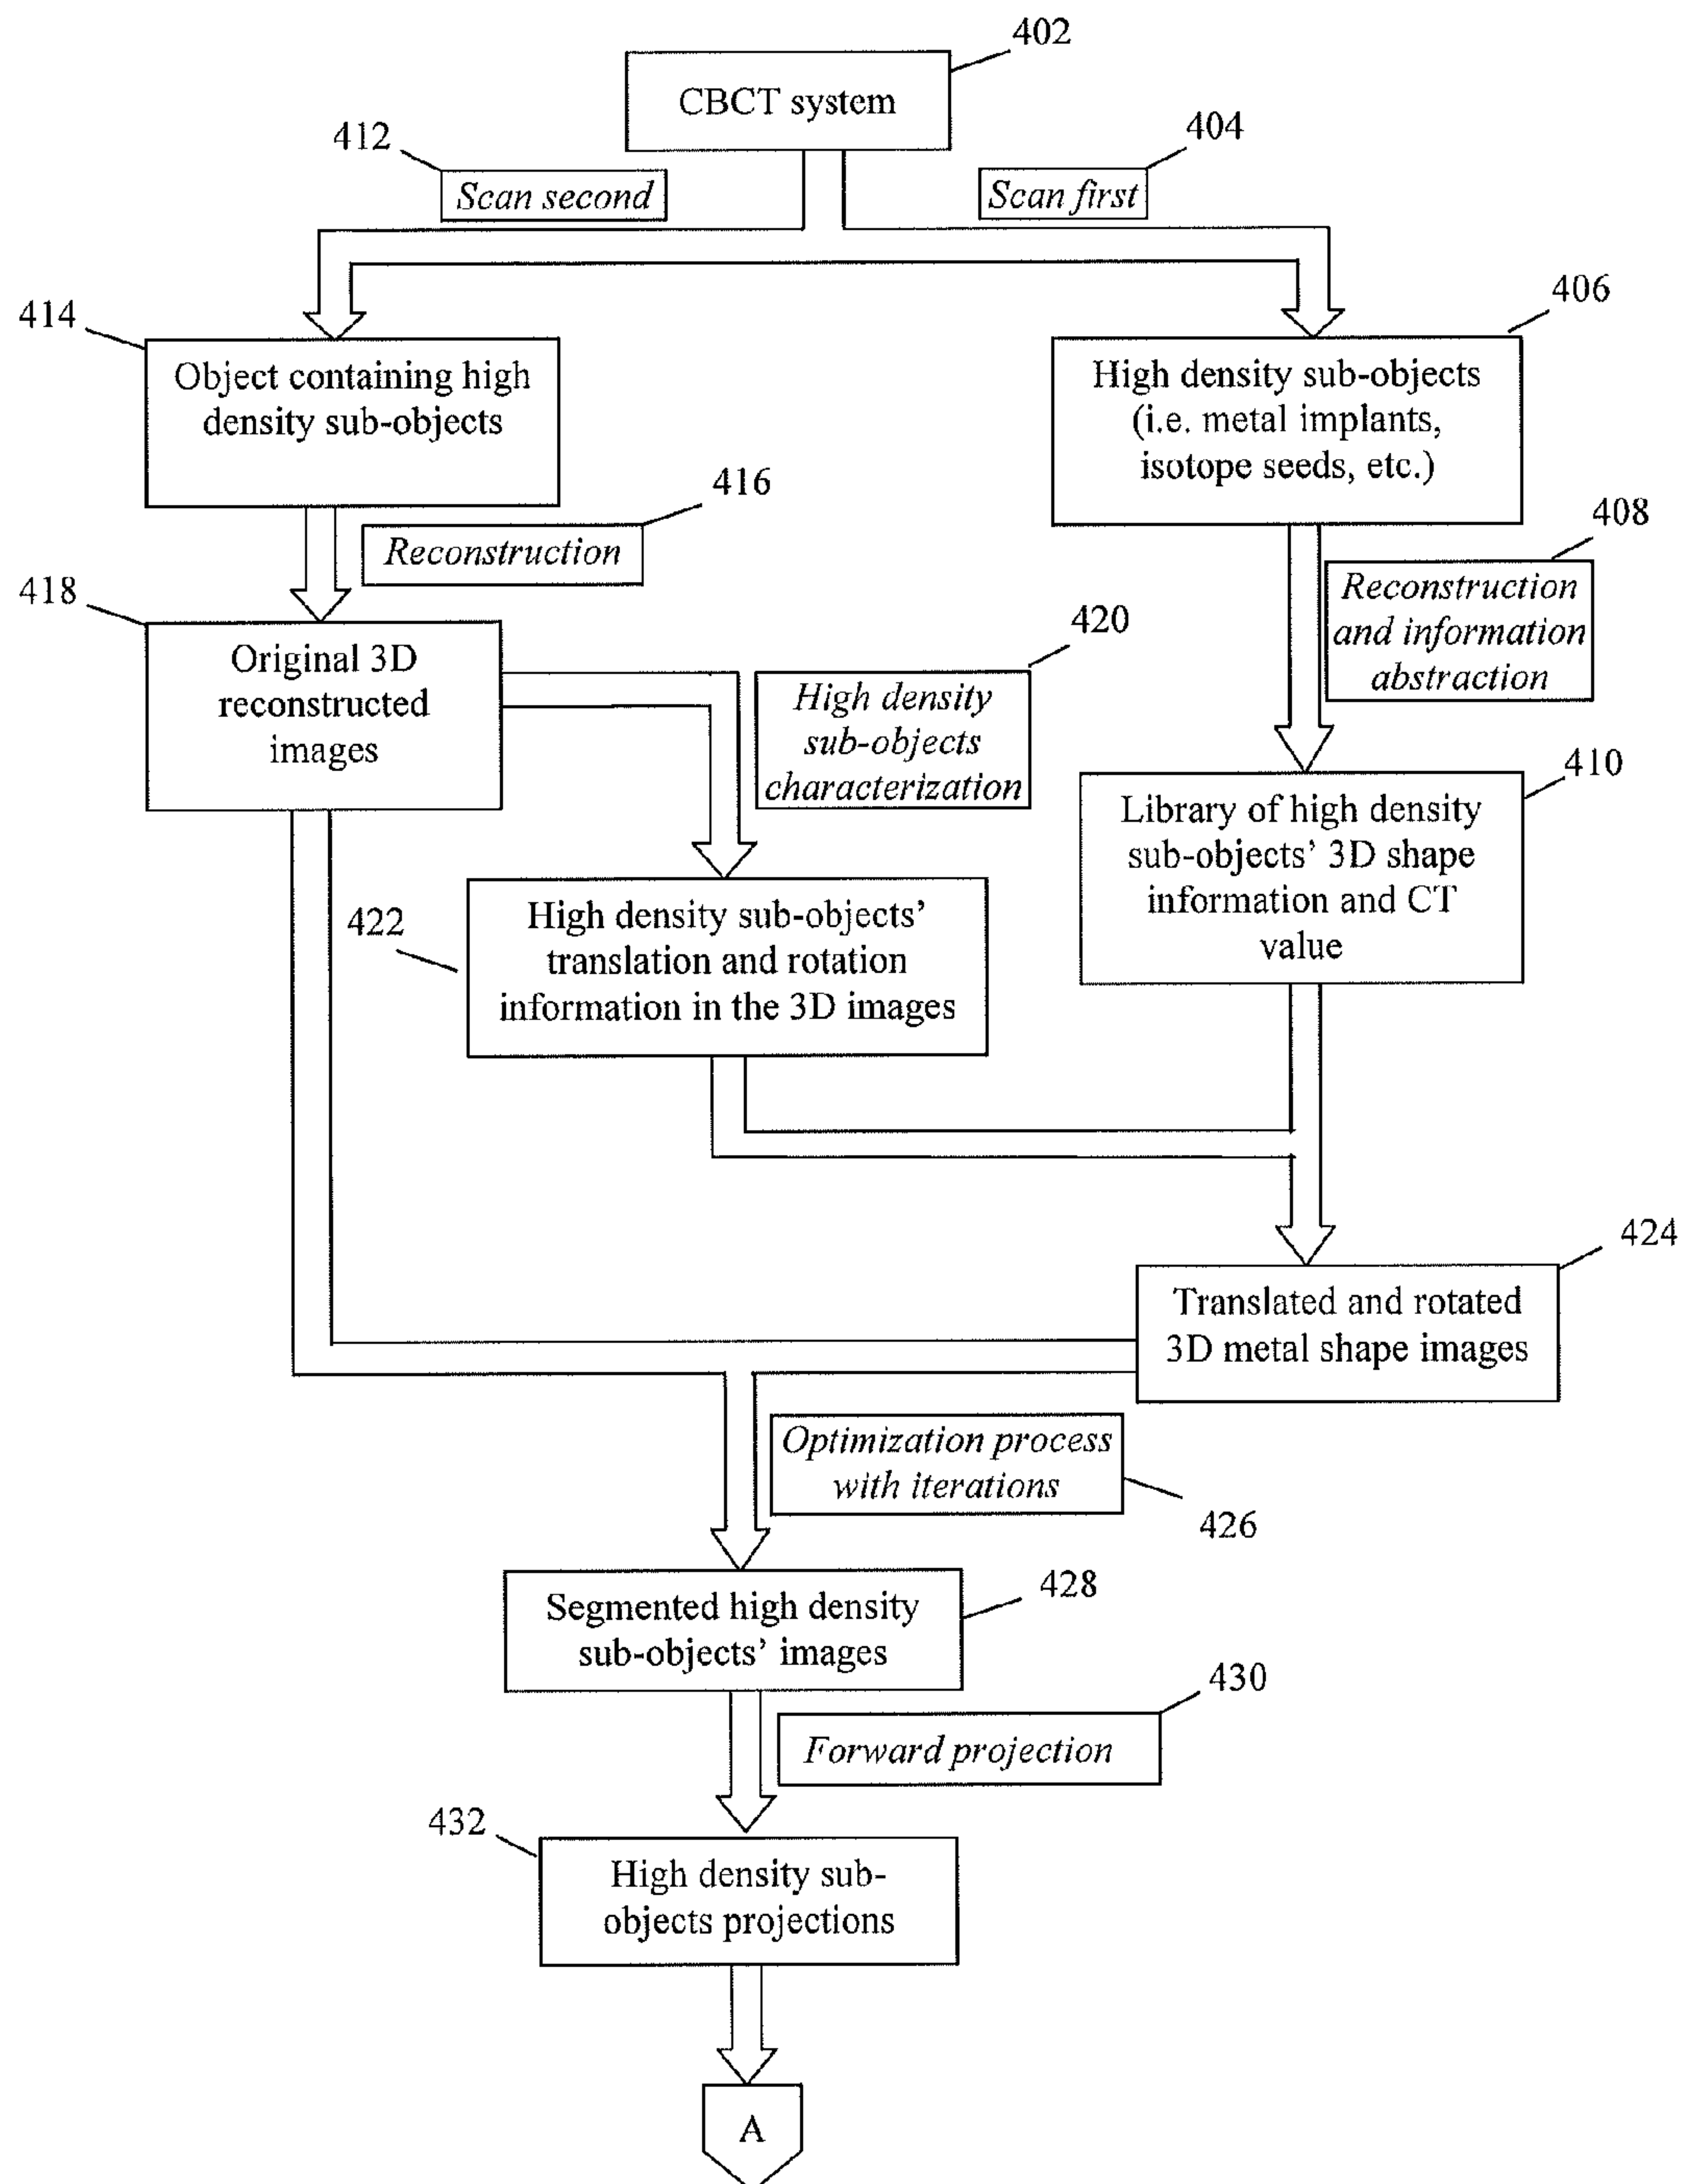 402
CBCT system
412
404
Scan second
Scan first
414
406
Object containing high
density sub-objects
High density sub-objects
(i.e. metal implants,
isotope seeds, etc.)
416
Reconstruction
408
Reconstruction
and information
abstraction
418
Original 3D
reconstructed
images
420
High density
sub-objects
characterization
410
Library of high density
sub-objects’ 3D shape
information and CT
value
422
High density sub-objects’
translation and rotation
information in the 3D images
424
Translated and rotated
3D metal shape images
Optimization process
with iterations
426
428
Segmented high density
sub-objects’ images
430
Forward projection
432
High density sub-
objects projections
A